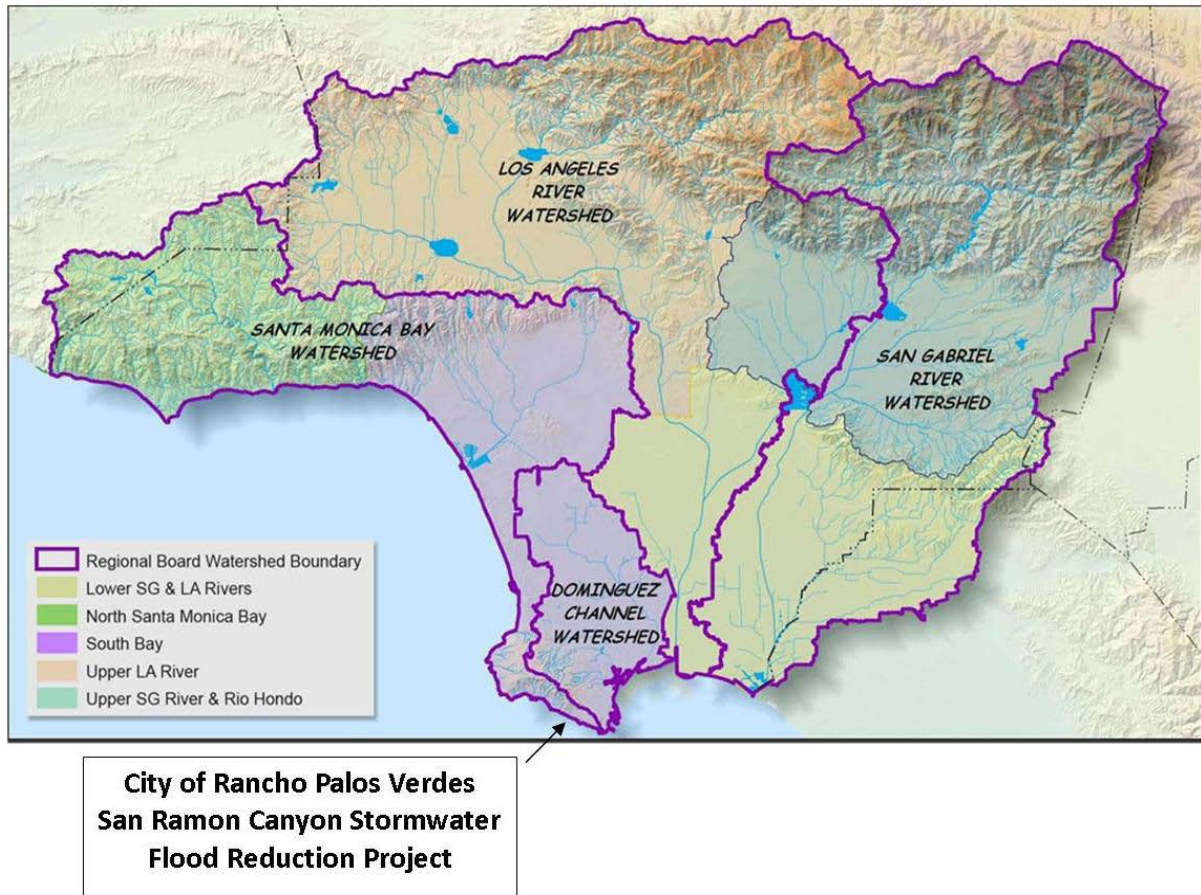 LOS ANGELES
RIVER
WATERSHED
SANTA MONICA BAY
WATERSHED
SAN GABRIEL
RIVER
WATERSHED
DOMINGUEZ
CHANNEL
WATERSHED
Regional Board Watershed Boundary
Lower SG & LA Rivers
North Santa Monica Bay
South Bay
Upper LA River
Upper SG River & Rio Hondo
City of Rancho Palos Verdes
San Ramon Canyon Stormwater
Flood Reduction Project